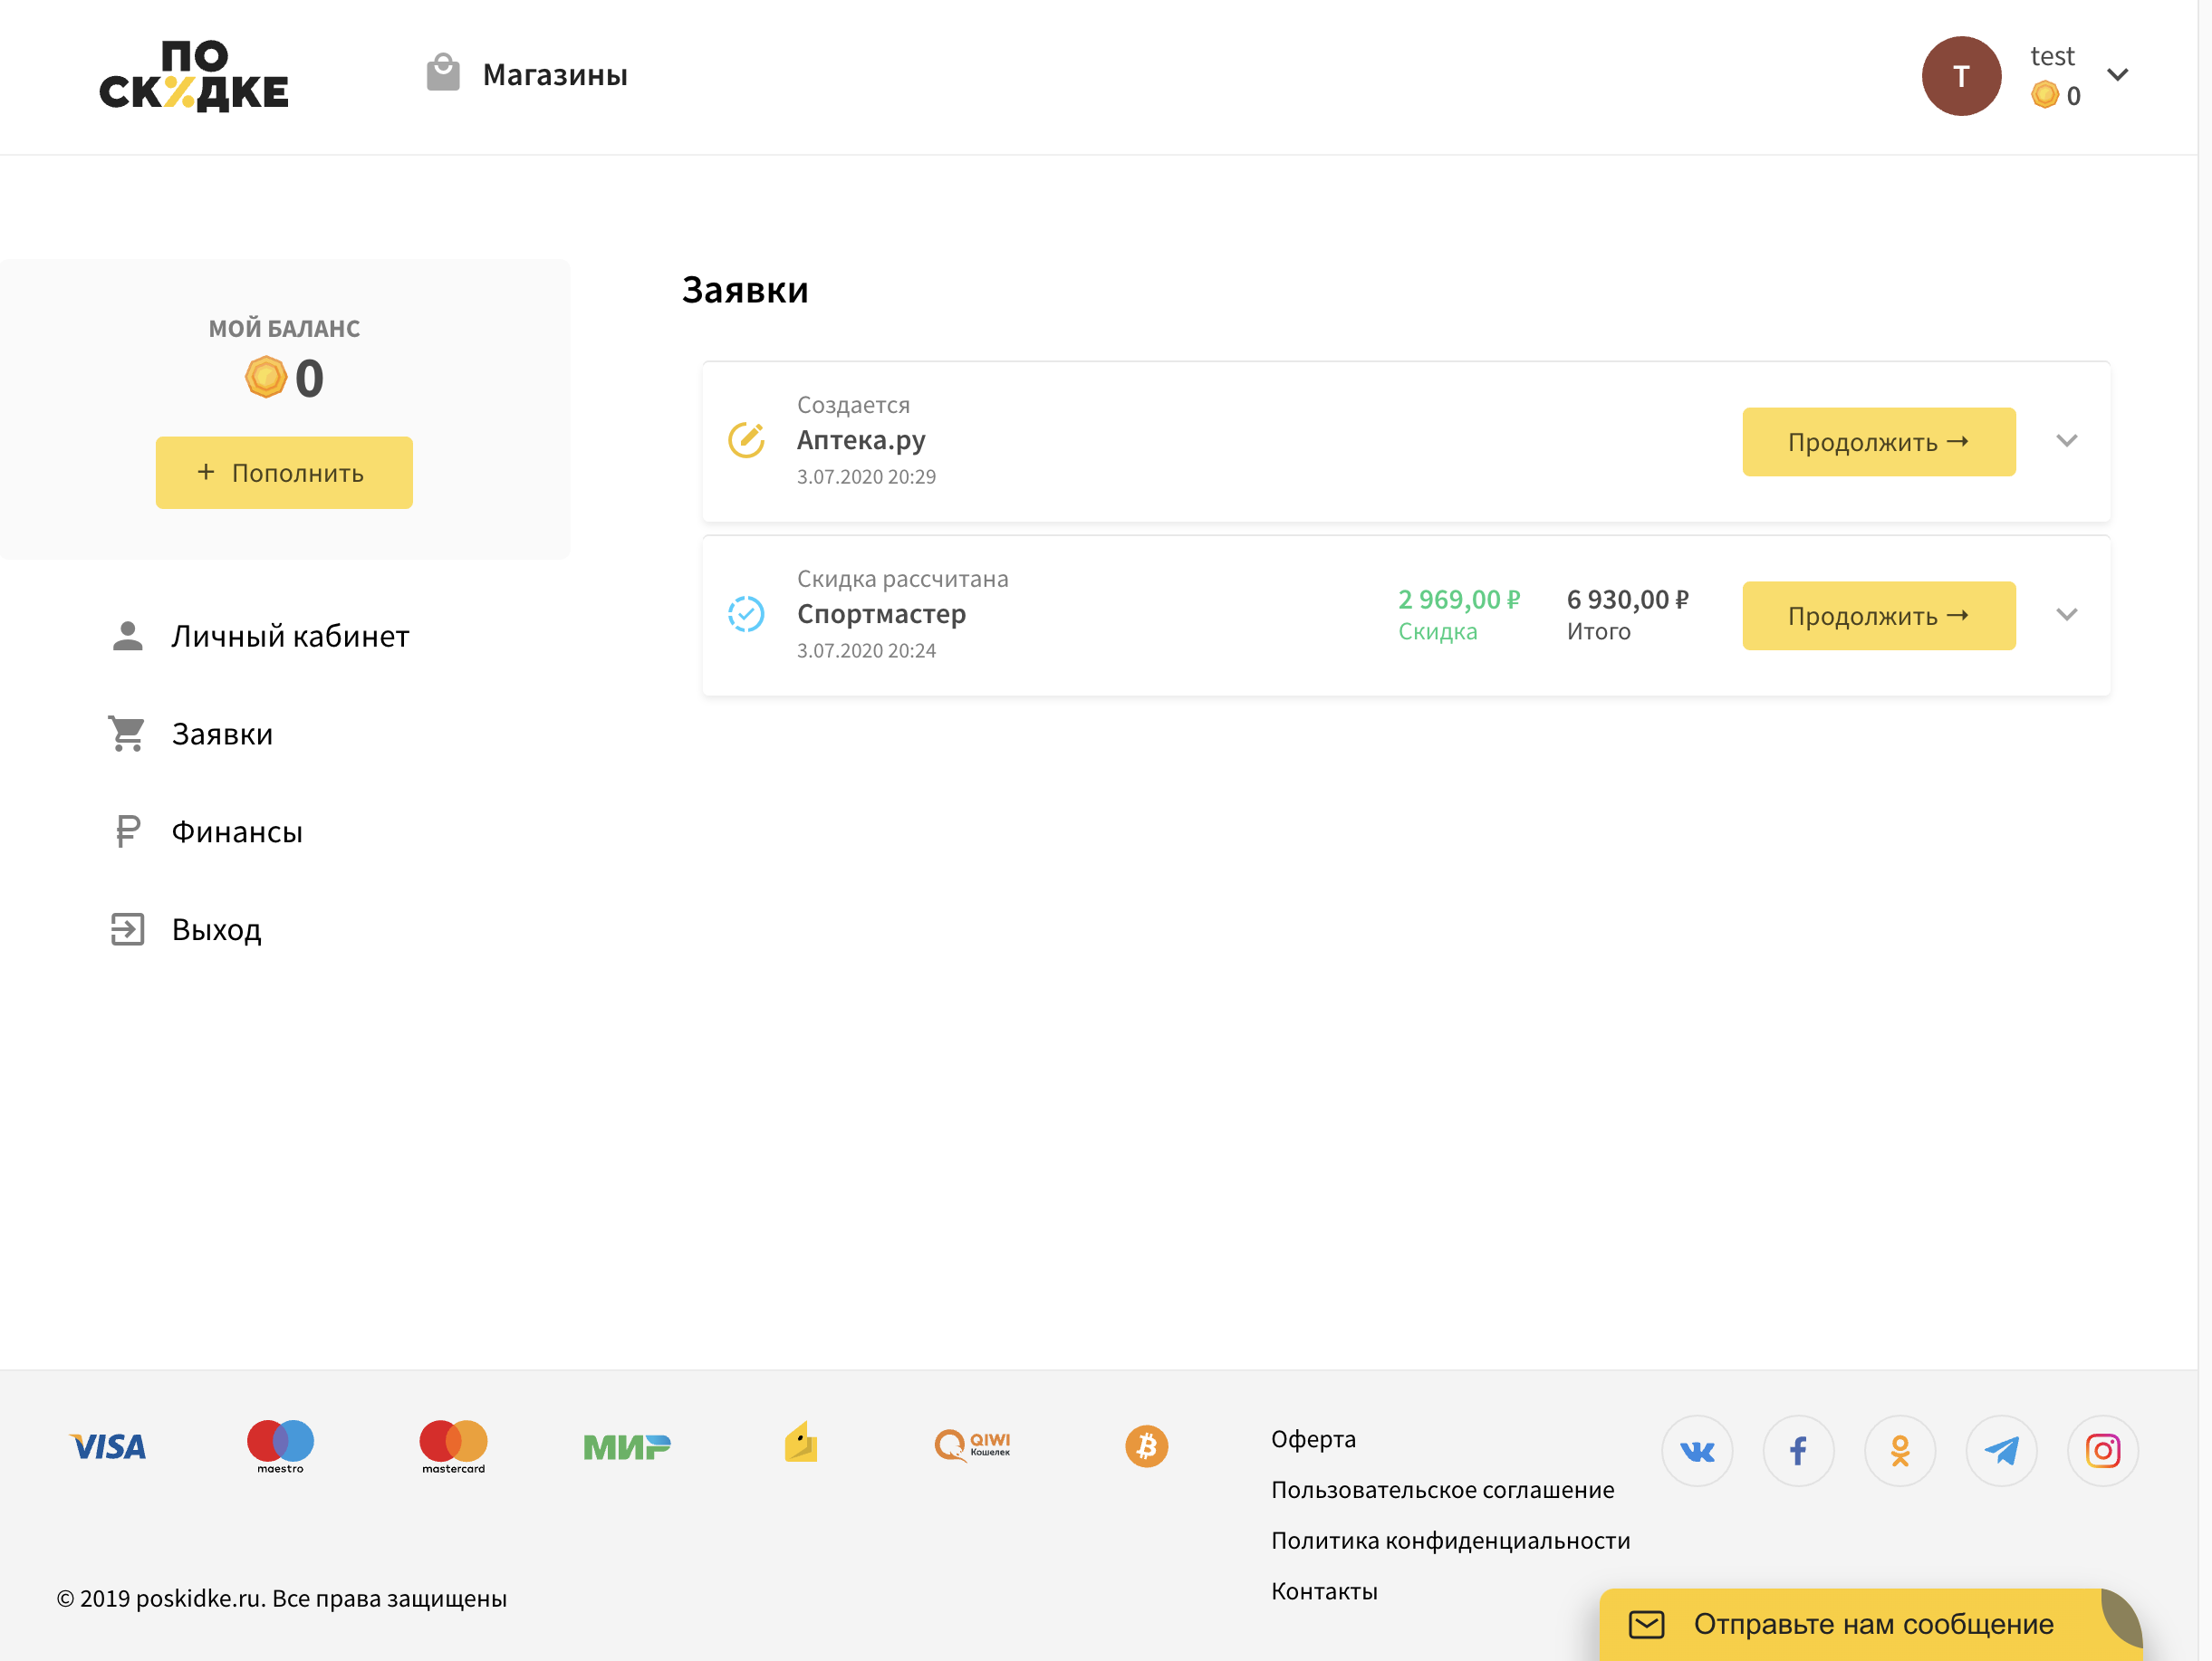 ПО
СК%ДКЕ
Магазины
T
test
0
МОЙ БАЛАНС
0
+ Пополнить
Личный кабинет
Заявки
Финансы
Выход
Заявки
Создается
Аптека.ру
3.07.2020 20:29
Продолжить →
Скидка рассчитана
Спортмастер
3.07.2020 20:24
2 969,00 ₽
Скидка
6 930,00 ₽
Итого
Продолжить →
VISA
maestro
mastercard
МИР
QIWI
Кошелек
Оферта
Пользовательское соглашение
Политика конфиденциальности
Контакты
© 2019 poskidke.ru. Все права защищены
Отправьте нам сообщение